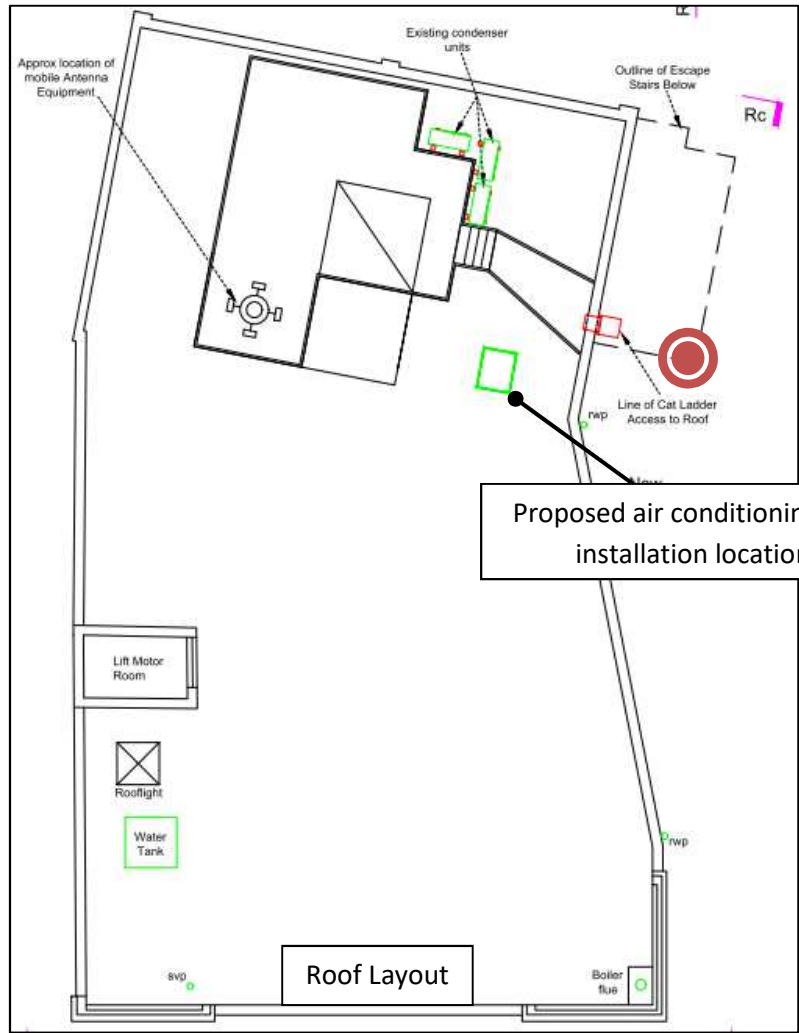 Existing condenser
units
Approx location of
mobile Antenna
Equipment
Outline of Escape
Stairs Below
Rc
Line of Cat Ladder
Access to Roof
rwp
Proposed air conditionin
installation location
Lift Motor
Room
Rooflight
Water
Tank
rwp
svp
Roof Layout
Boiler
flue